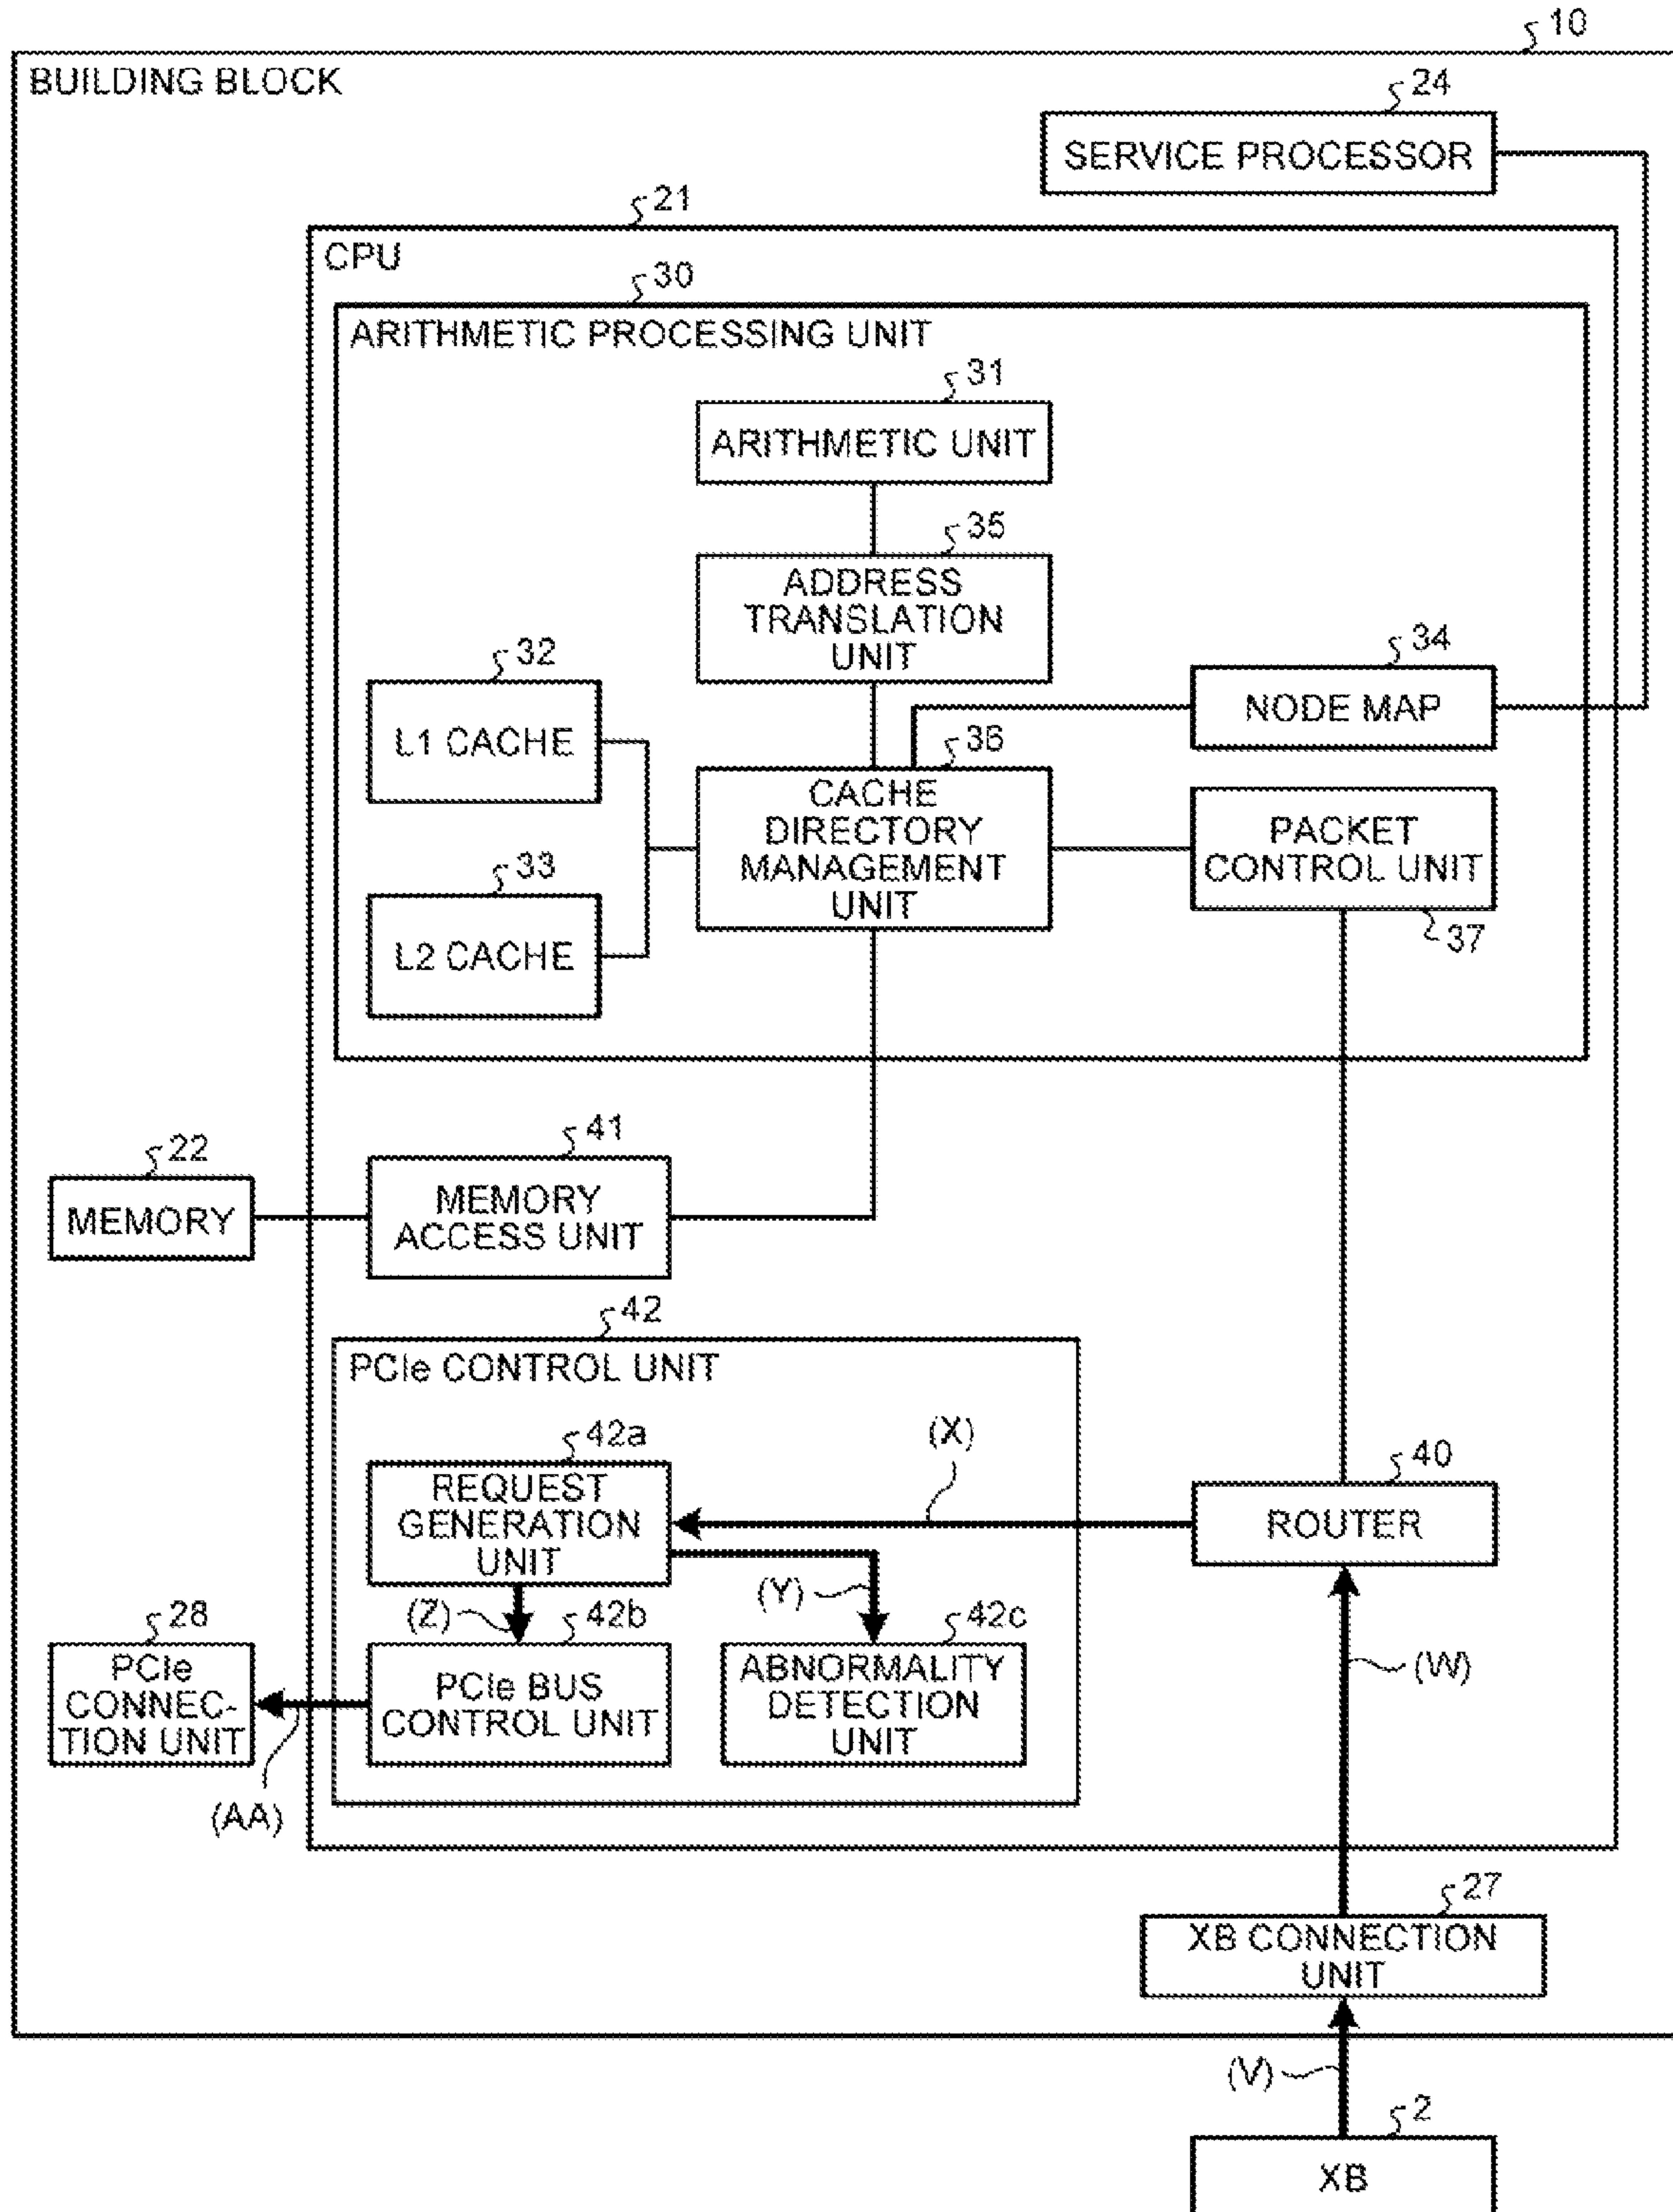 10
BUILDING BLOCK
24
SERVICE PROCESSOR
21
CPU
30
ARITHMETIC PROCESSING UNIT
31
ARITHMETIC UNIT
35
ADDRESS
TRANSLATION
UNIT
32
L1 CACHE
34
NODE MAP
36
CACHE
DIRECTORY
MANAGEMENT
UNIT
PACKET
CONTROL UNIT
37
33
L2 CACHE
22
MEMORY
41
MEMORY
ACCESS UNIT
42
PCIe CONTROL UNIT
42a
REQUEST
GENERATION
UNIT
(X)
40
ROUTER
(Y)
(Z)
28
PCIe
CONNEC-
TION UNIT
42b
PCIe BUS
CONTROL UNIT
42c
ABNORMALITY
DETECTION
UNIT
(W)
(AA)
27
XB CONNECTION
UNIT
(V)
2
XB